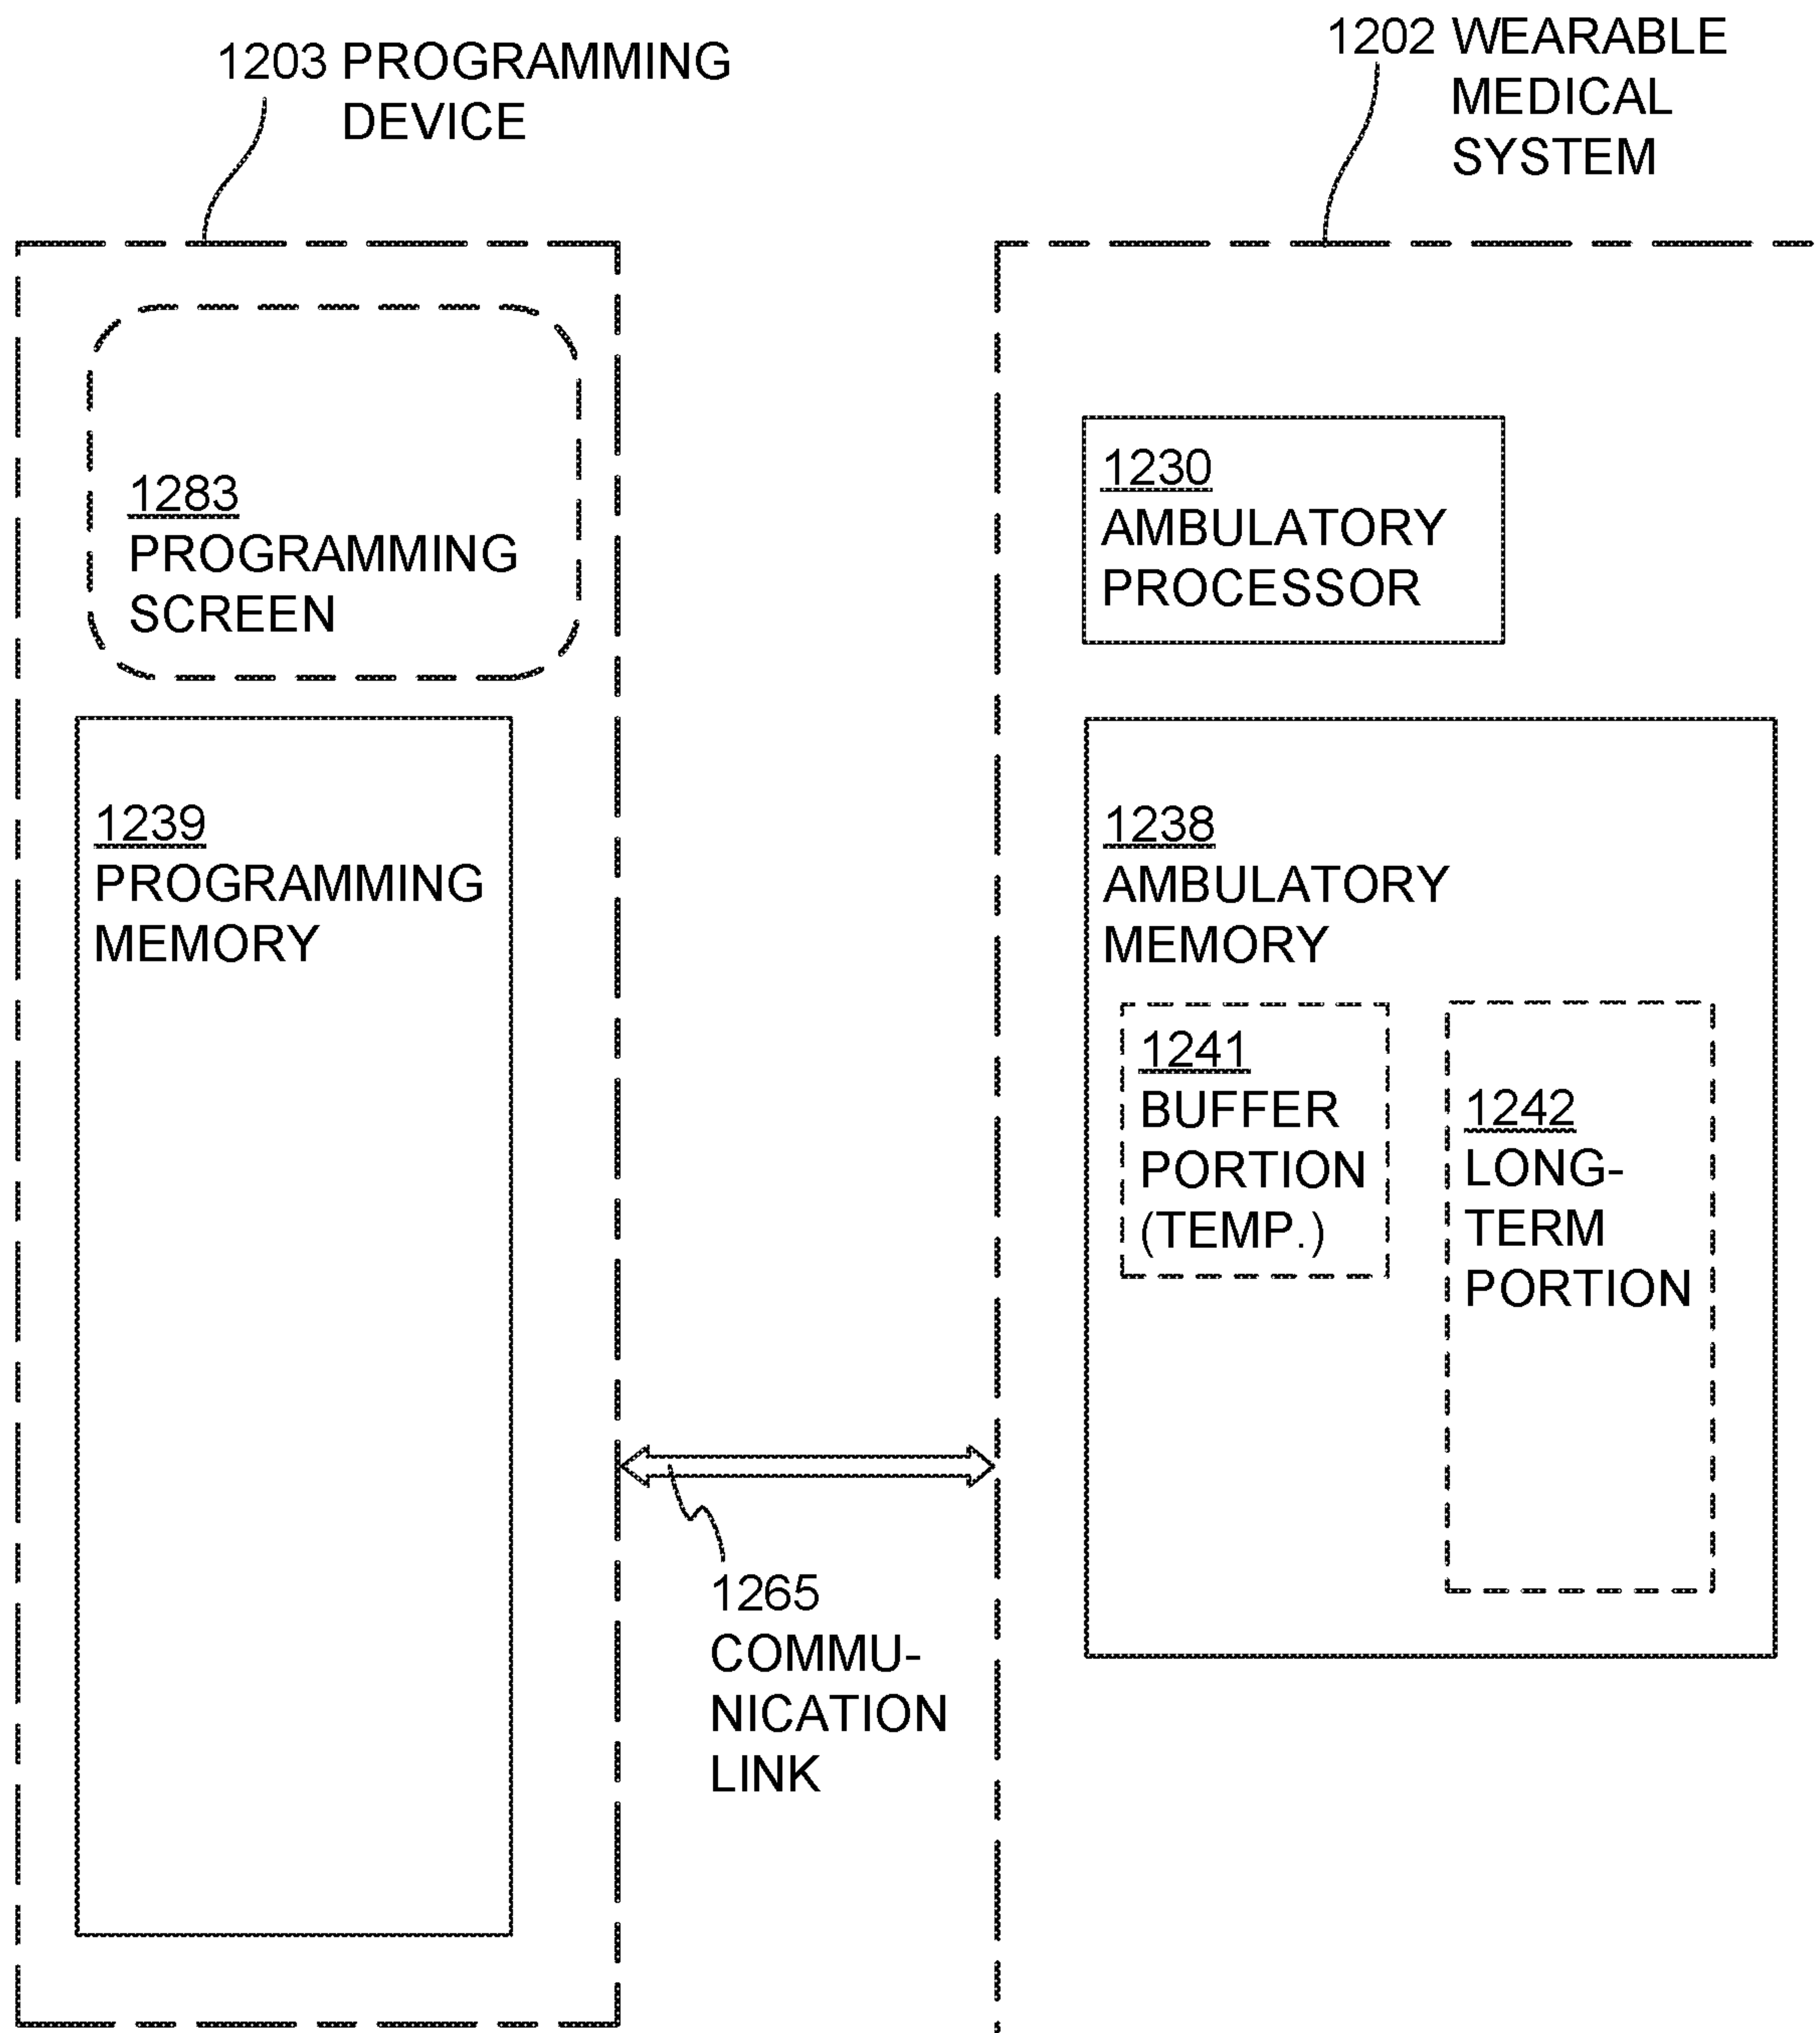 1203 PROGRAMMING
DEVICE
1202 WEARABLE
MEDICAL
SYSTEM
1283
PROGRAMMING
SCREEN
1239
PROGRAMMING
MEMORY
1230
AMBULATORY
PROCESSOR
1238
AMBULATORY
MEMORY
1241
BUFFER
PORTION
(TEMP.)
1242
LONG-
TERM
PORTION
1265
COMMU-
NICATION
LINK